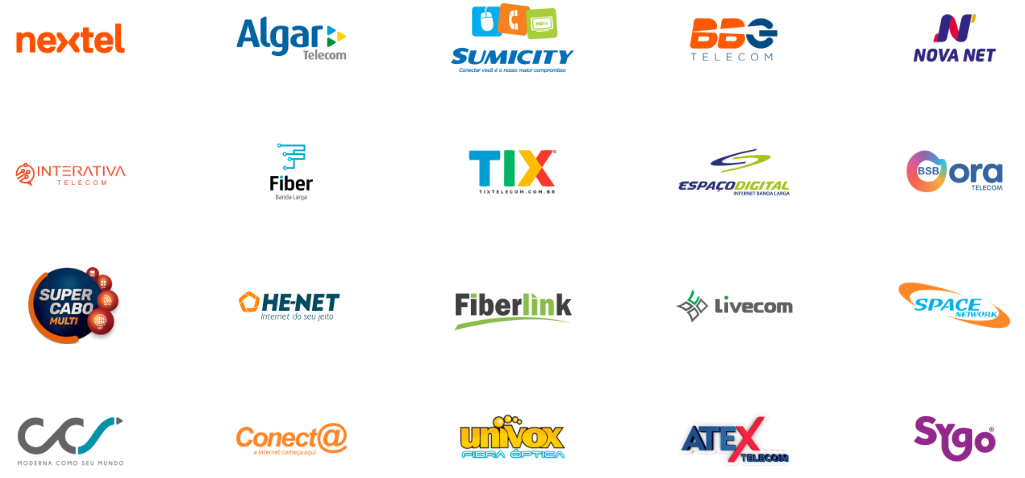 nextel
Algar
Telecom
SUMICITY
Conectar você é o nosso maior compromisso
BBG
TELECOM
NOVA NET
INTERATIVA
TELECOM
Fiber
Banda Larga
TIX
TIXTELECOM.COM.BR
ESPAÇODIGITAL
INTERNET BANDA LARGA
BSB ora
TELECOM
SUPER
CABO
MULTI
HE-NET
Internet do seu jeito
Fiberlink
Livecom
SPACE
NETWORK
CCS
MODERNA COMO SEU MUNDO
Conect@
a internet começa aqui
univox
FIBRA ÓPTICA
ATEX
TELECOM
Sygo